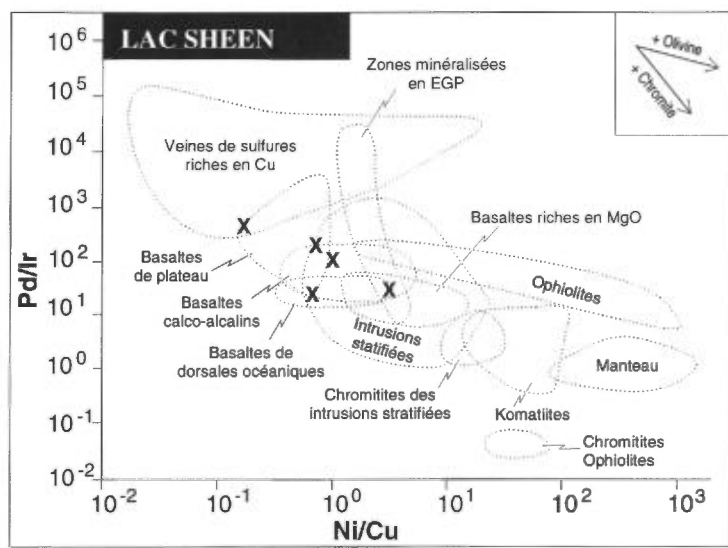 LAC SHEEN
+ Olivine
+ Chromite
Zones minéralisées
en EGP
Veines de sulfures
riches en Cu
Basaltes riches en MgO
Basaltes
de plateau
Basaltes
calco-alcalins
Basaltes de
dorsales océaniques
Ophiolites
Intrusions
statifiées
Manteau
Chromitites des
intrusions stratifiées
Komatiites
Chromitites
Ophiolites
X
X
X
X
X
Pd/Ir
10^6
10^5
10^4
10^3
10^2
10^1
10^0
10^-1
10^-2
10^-2
10^-1
10^0
10^1
10^2
10^3
Ni/Cu